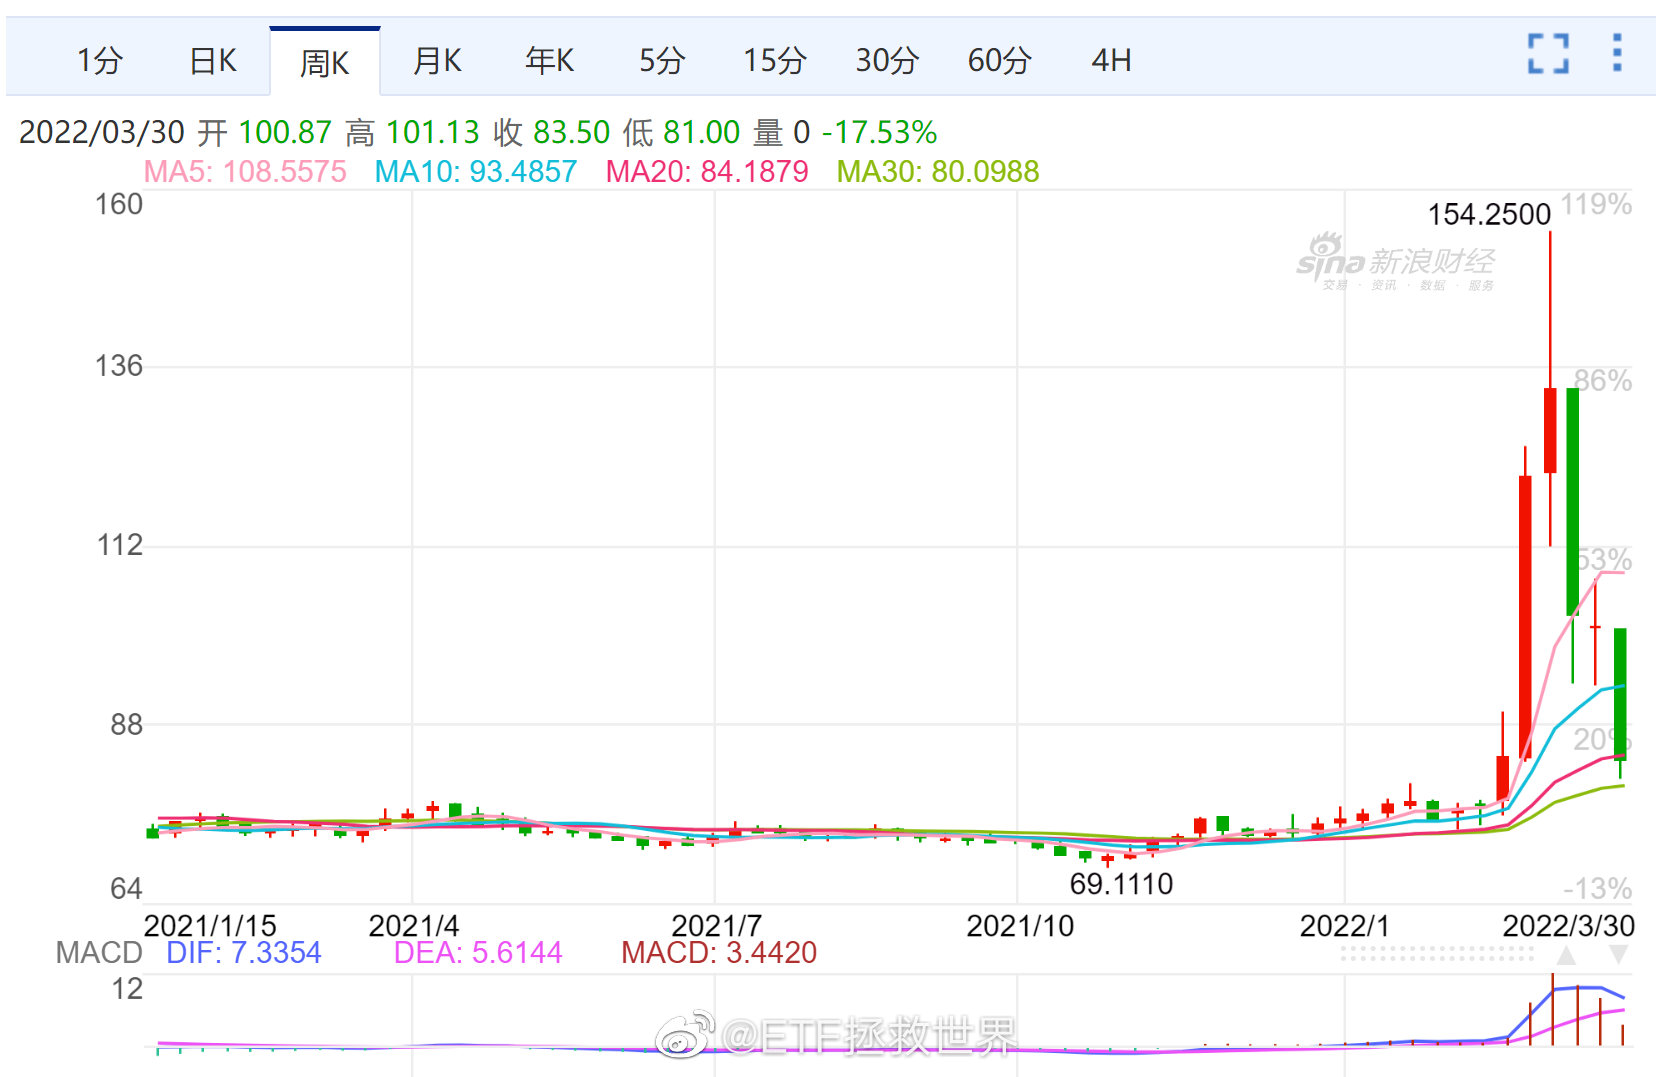 1分 日K 周K 月K 年K 5分 15分 30分 60分 4H
2022/03/30 开 100.87 高 101.13 收 83.50 低 81.00 量 0 -17.53%
MA5: 108.5575 MA10: 93.4857 MA20: 84.1879 MA30: 80.0988
160 154.2500 119%
sina 新浪财经
交易 · 资讯 · 数据 · 服务
136 86%
112 53%
88 20%
69.1110
64 -13%
2021/1/15 2021/4 2021/7 2021/10 2022/1 2022/3/30
MACD DIF: 7.3354 DEA: 5.6144 MACD: 3.4420
12
@ETF拯救世界